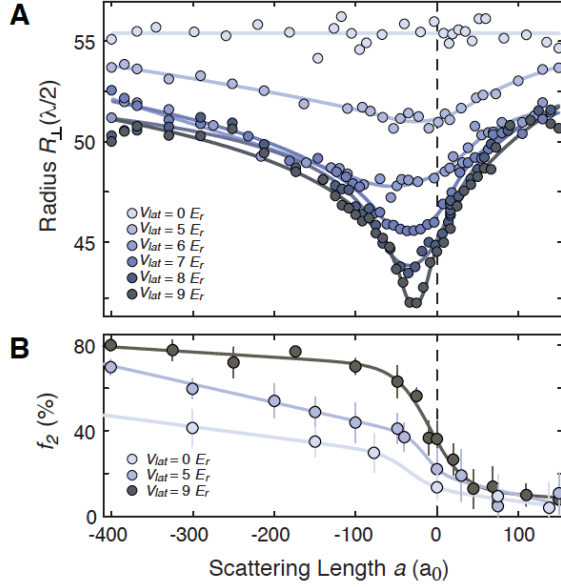 A
Radius R⊥(λ/2)
55
50
45
Vlat = 0 Er
Vlat = 5 Er
Vlat = 6 Er
Vlat = 7 Er
Vlat = 8 Er
Vlat = 9 Er
B
f2 (%)
80
40
0
Vlat = 0 Er
Vlat = 5 Er
Vlat = 9 Er
-400 -300 -200 -100 0 100
Scattering Length a (a0)